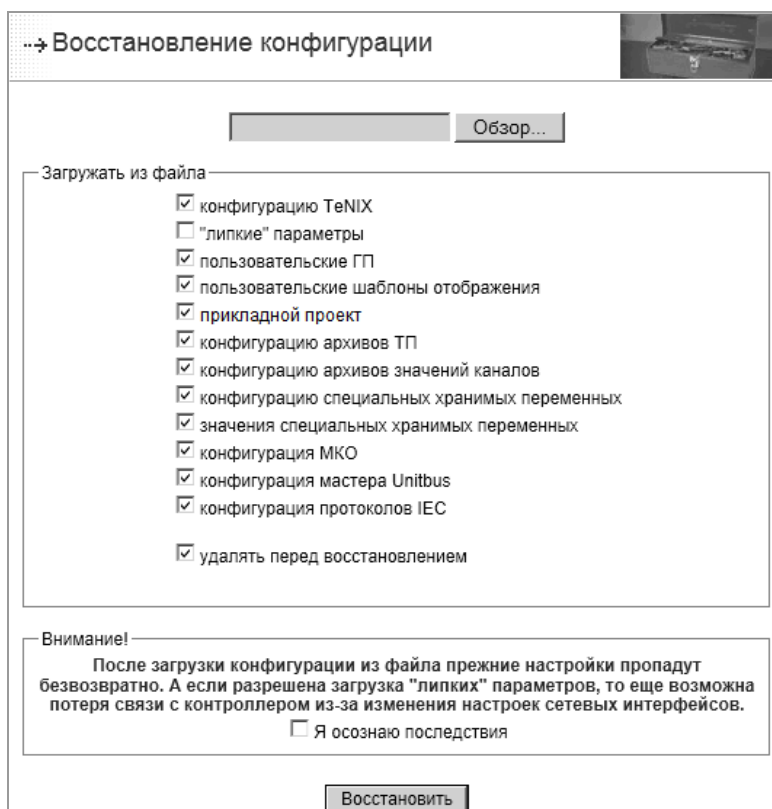 Восстановление конфигурации
Обзор...
Загружать из файла
конфигурацию TeNIX
"липкие" параметры
пользовательские ГП
пользовательские шаблоны отображения
прикладной проект
конфигурацию архивов ТП
конфигурацию архивов значений каналов
конфигурацию специальных хранимых переменных
значения специальных хранимых переменных
конфигурация МКО
конфигурация мастера Unitbus
конфигурация протоколов IEC
удалять перед восстановлением
Внимание!
После загрузки конфигурации из файла прежние настройки пропадут
безвозвратно. А если разрешена загрузка "липких" параметров, то еще возможна
потеря связи с контроллером из-за изменения настроек сетевых интерфейсов.
Я осознаю последствия
Восстановить